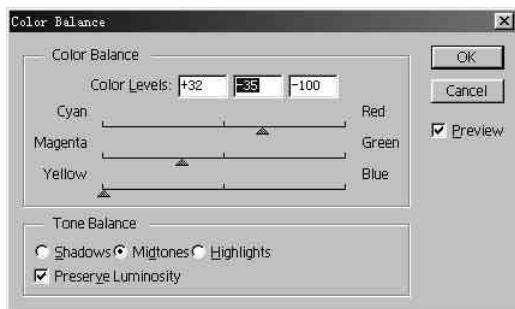 Color Balance
Color Balance
OK
Color Levels: +32 -35 -100
Cancel
Cyan Red
Preview
Magenta Green
Yellow Blue
Tone Balance
Shadows Midtones Highlights
Preserve Luminosity